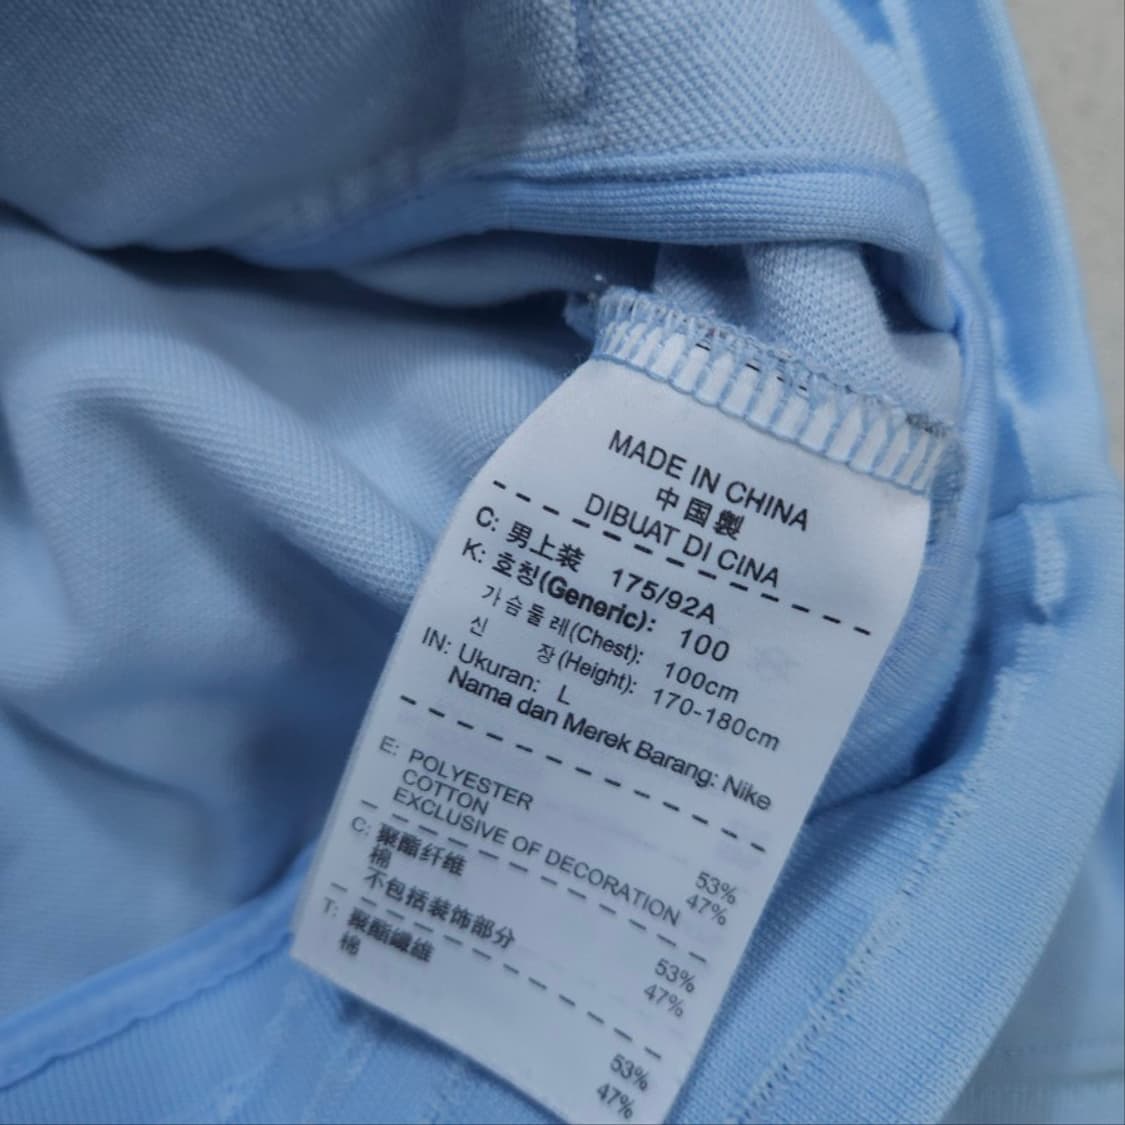 MADE IN CHINA
中国製
DIBUAT DI CINA
C: 男上装 175/92A
K: 호칭(Generic): 100
가슴둘레(Chest): 100cm
신 장(Height): 170-180cm
IN: Ukuran: L
Nama dan Merek Barang: Nike
E: POLYESTER 53%
COTTON 47%
EXCLUSIVE OF DECORATION
C: 聚酯纤维 53%
棉 47%
不包括装饰部分
T: 聚酯纖維 53%
棉 47%